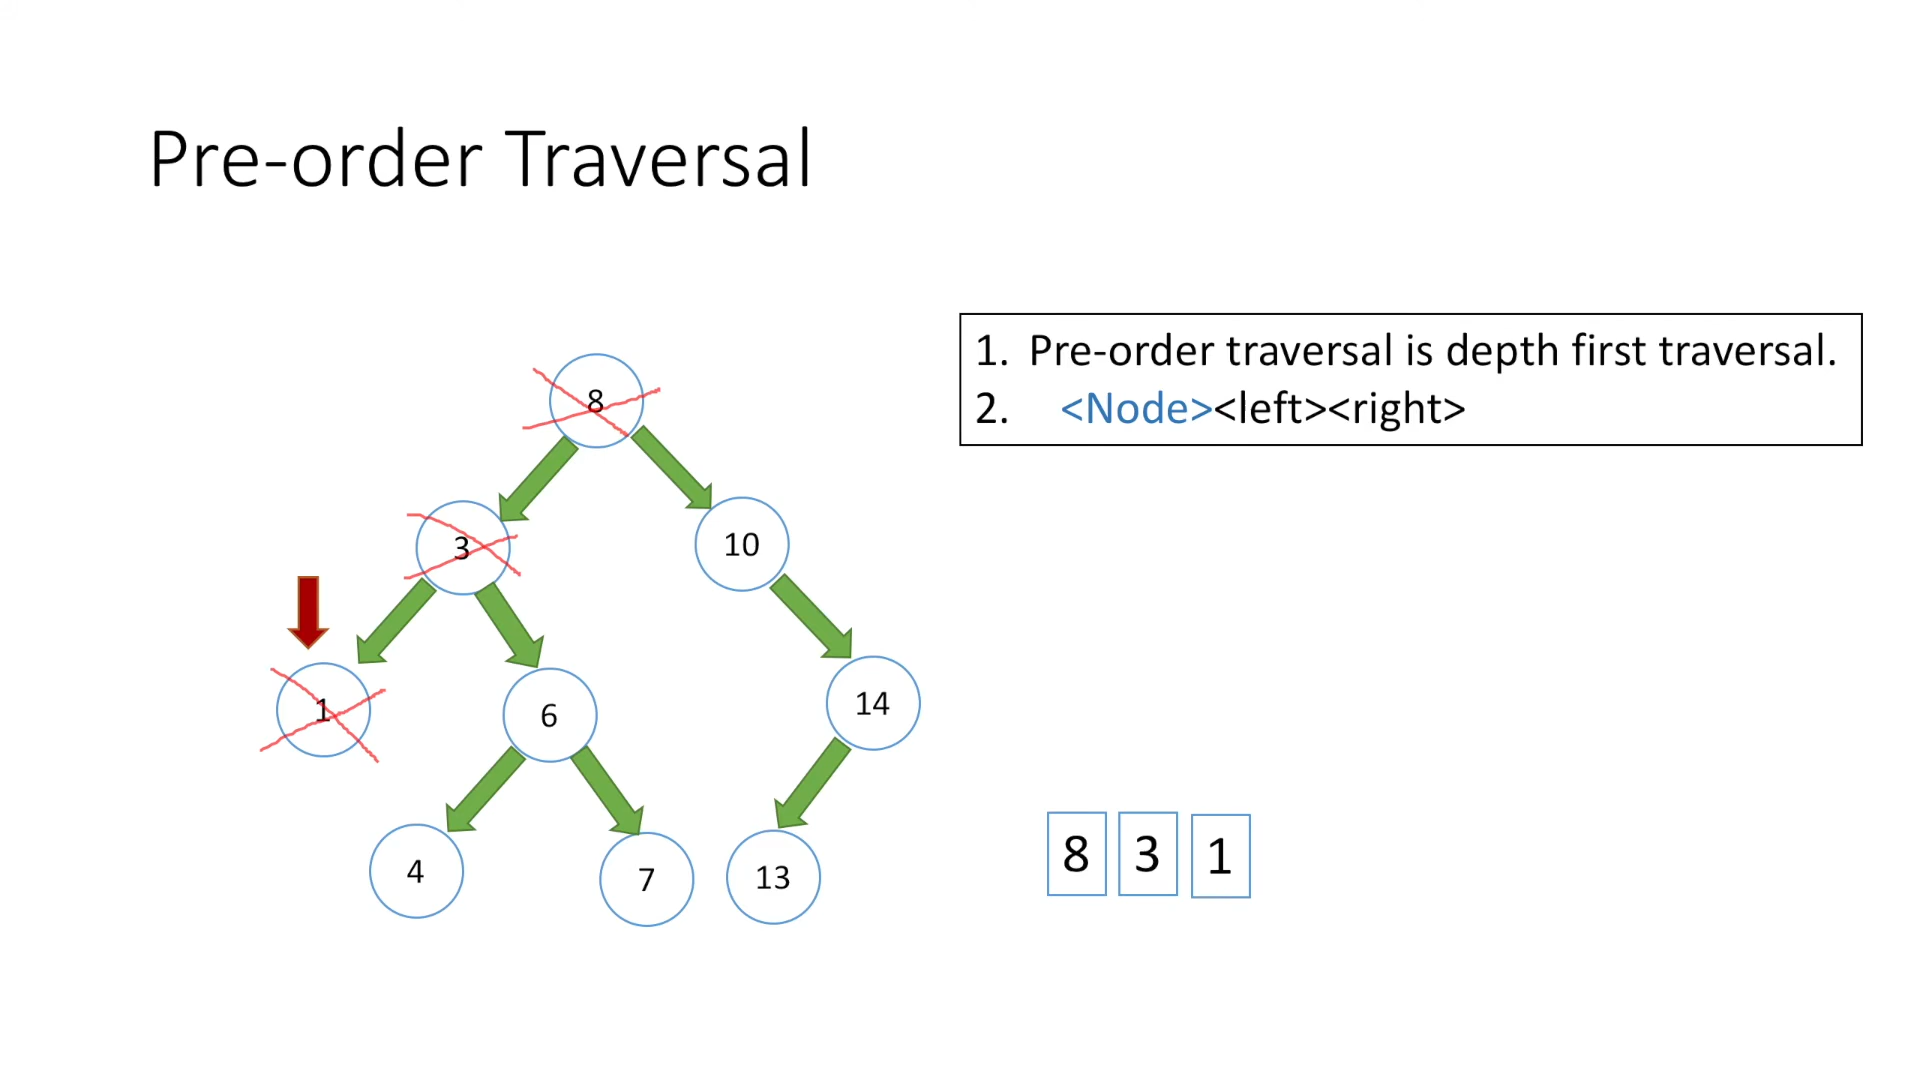 Pre-order Traversal
1. Pre-order traversal is depth first traversal.
2. <Node><left><right>
8
3
10
1
6
14
4
7
13
8 3 1